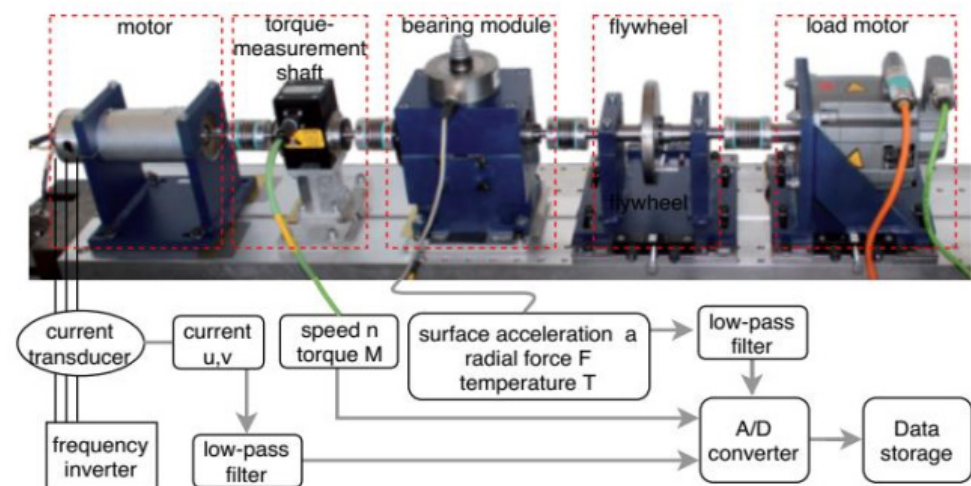 motor
torque-
measurement
shaft
bearing module
flywheel
load motor
flywheel
current
transducer
current
u,v
speed n
torque M
surface acceleration a
radial force F
temperature T
low-pass
filter
frequency
inverter
low-pass
filter
A/D
converter
Data
storage